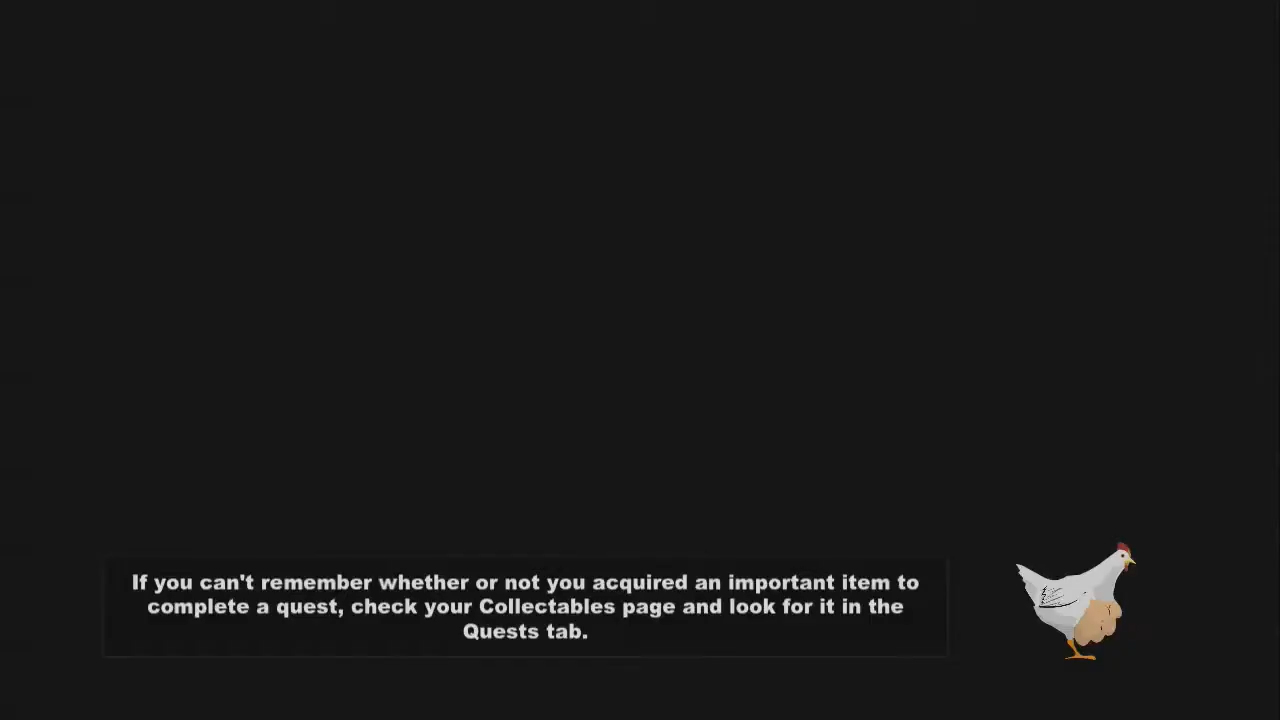 If you can't remember whether or not you acquired an important item to
complete a quest, check your Collectables page and look for it in the
Quests tab.